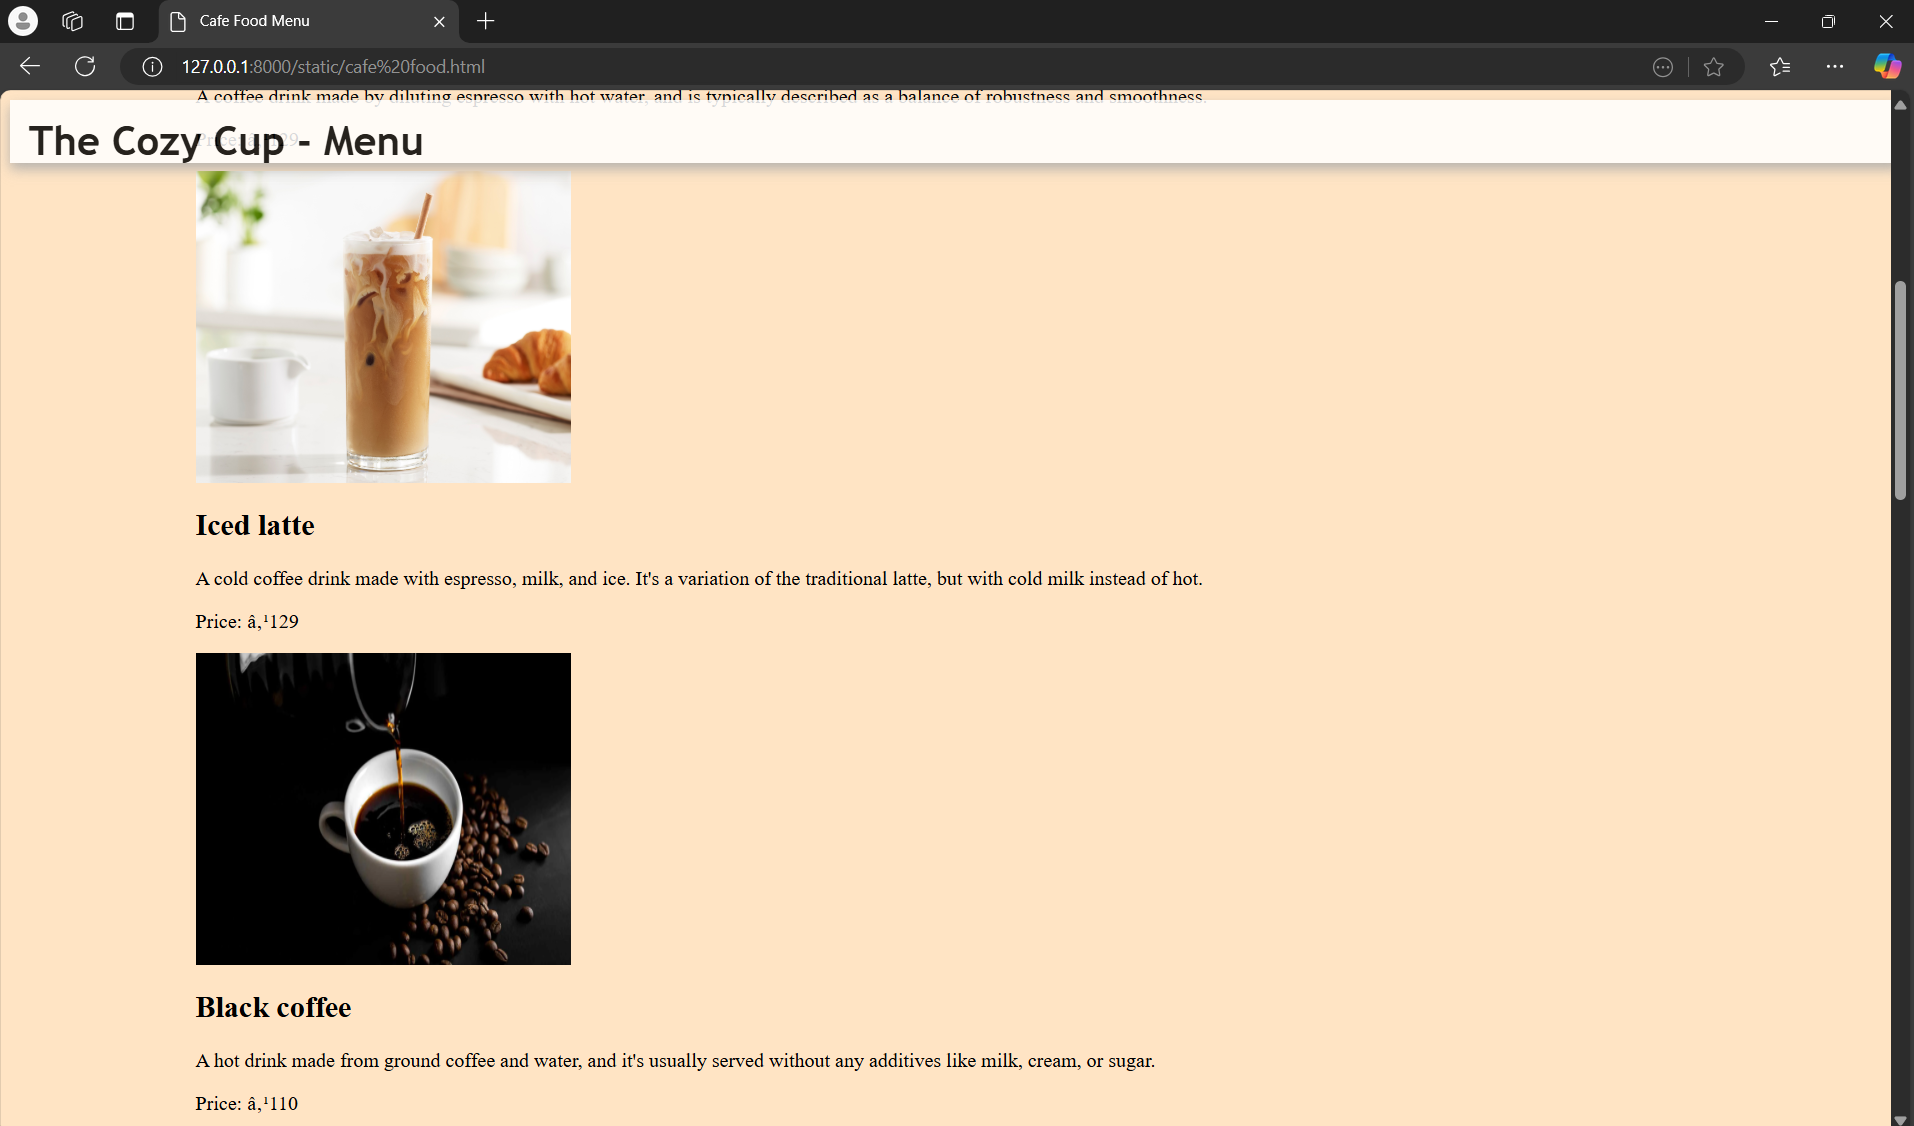 Cafe Food Menu
127.0.0.1:8000/static/cafe%20food.html
A coffee drink made by diluting espresso with hot water, and is typically described as a balance of robustness and smoothness.
The Cozy Cup - Menu
Price: â‚¹129
Iced latte
A cold coffee drink made with espresso, milk, and ice. It's a variation of the traditional latte, but with cold milk instead of hot.
Price: â‚¹129
Black coffee
A hot drink made from ground coffee and water, and it's usually served without any additives like milk, cream, or sugar.
Price: â‚¹110